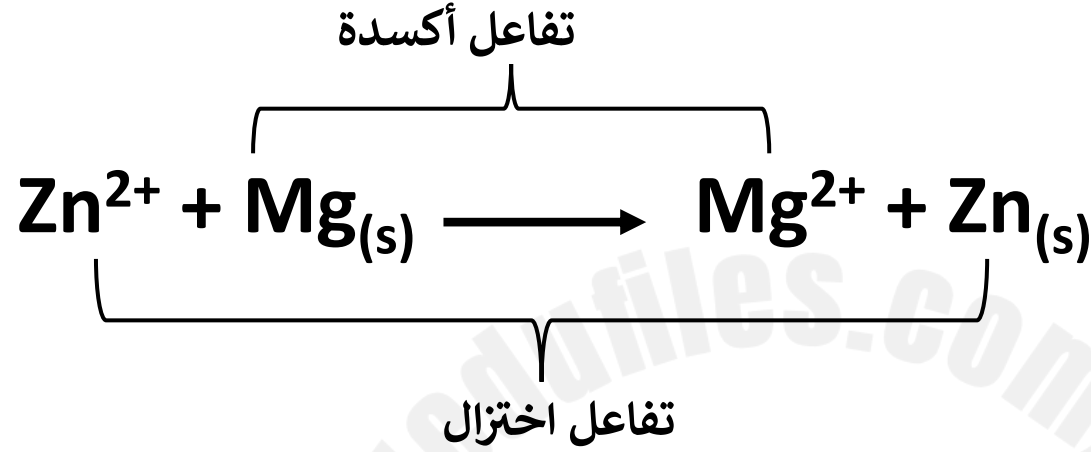 تفاعل أكسدة
Zn²⁺ + Mg₍ₛ₎ ⟶ Mg²⁺ + Zn₍ₛ₎
تفاعل اختزال